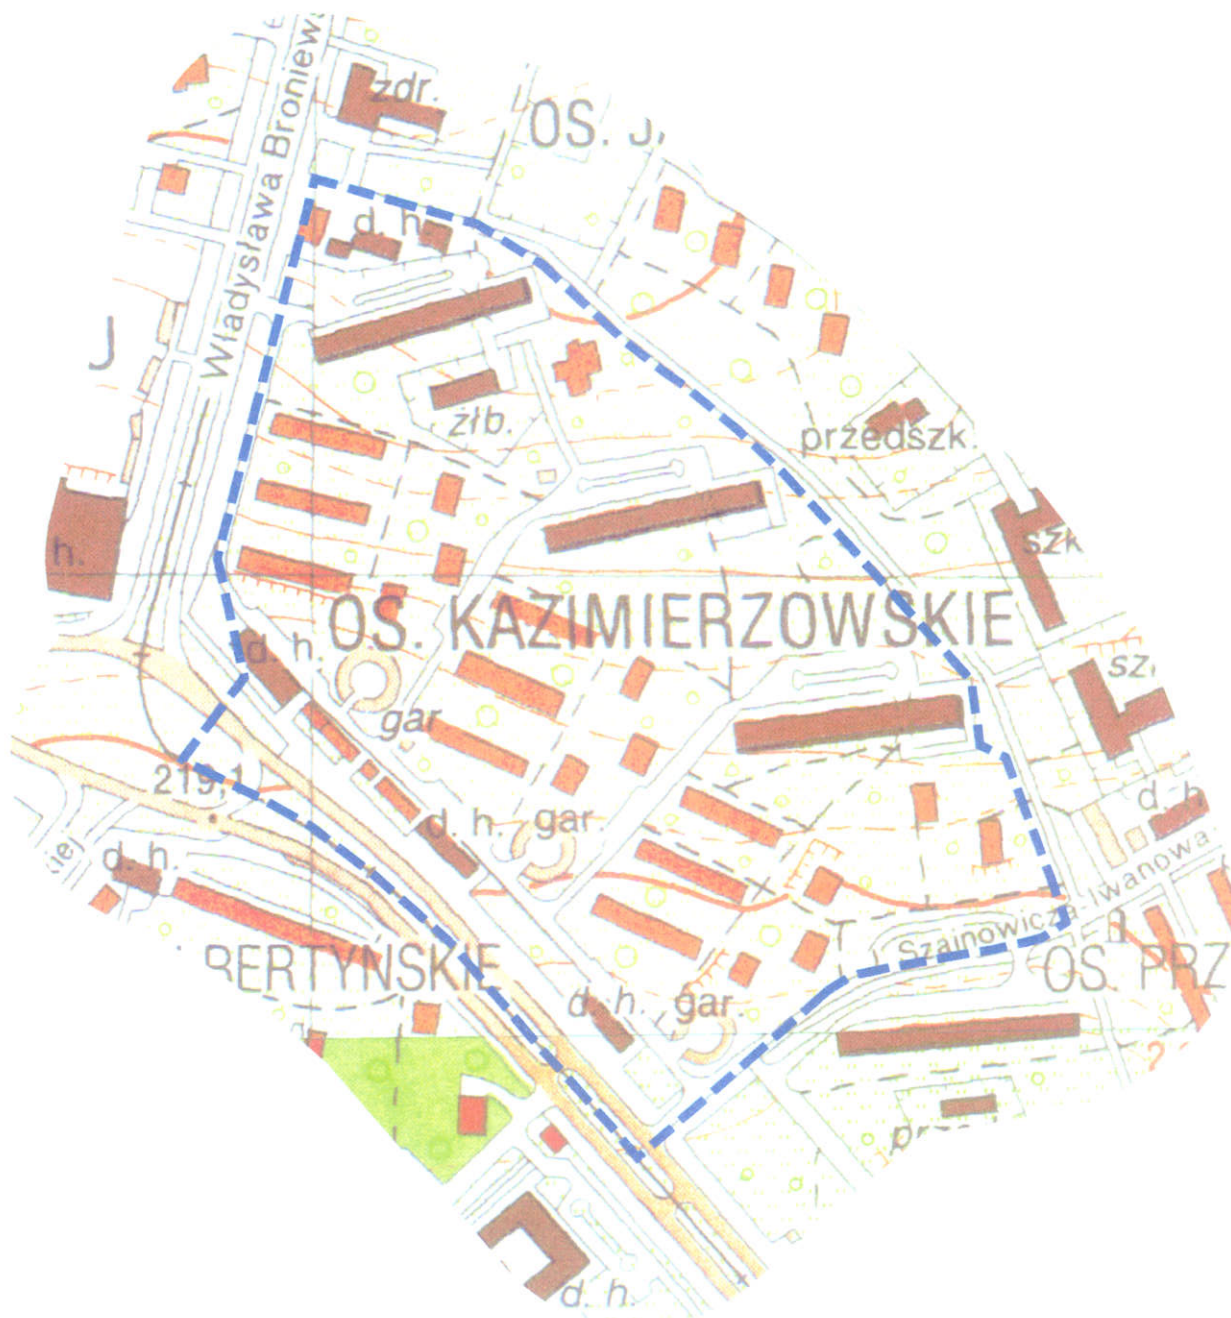 zdr.
OS. J
Władysława Broniew
d. h.
J
żłb.
przedszk.
h.
szk
OS. KAZIMIERZOWSKIE
d. h.
sz
gar
219,1
d. h.
d. h.
gar.
d. h.
Szajnowicza-Iwanowa
BERTYŃSKIE
OS. PRZ
d. h.
gar.
d. h.